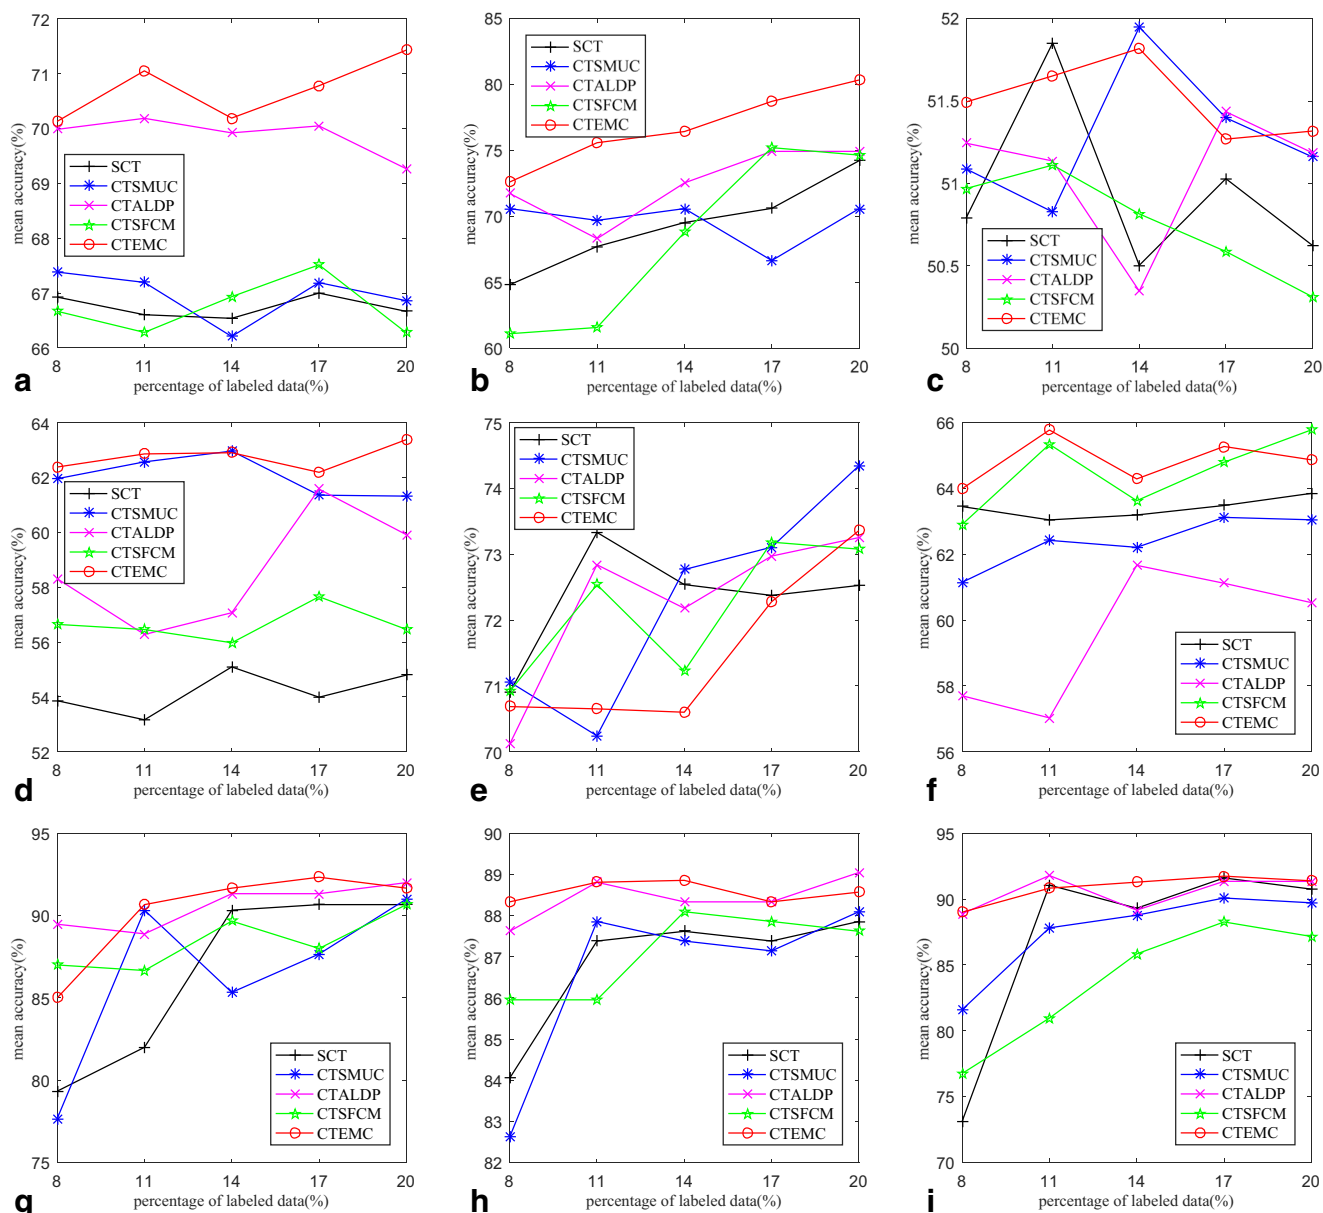 72
71
70
69
68
67
66
mean accuracy(%)
SCT
CTSMUC
CTALDP
CTSFCM
CTEMC
8 11 14 17 20
percentage of labeled data(%)
a
85
80
75
70
65
60
mean accuracy(%)
SCT
CTSMUC
CTALDP
CTSFCM
CTEMC
8 11 14 17 20
percentage of labeled data(%)
b
52
51.5
51
50.5
50
mean accuracy(%)
SCT
CTSMUC
CTALDP
CTSFCM
CTEMC
8 11 14 17 20
percentage of labeled data(%)
c
64
62
60
58
56
54
52
mean accuracy(%)
SCT
CTSMUC
CTALDP
CTSFCM
CTEMC
8 11 14 17 20
percentage of labeled data(%)
d
75
74
73
72
71
70
mean accuracy(%)
SCT
CTSMUC
CTALDP
CTSFCM
CTEMC
8 11 14 17 20
percentage of labeled data(%)
e
66
64
62
60
58
56
mean accuracy(%)
SCT
CTSMUC
CTALDP
CTSFCM
CTEMC
8 11 14 17 20
percentage of labeled data(%)
f
95
90
85
80
75
mean accuracy(%)
SCT
CTSMUC
CTALDP
CTSFCM
CTEMC
8 11 14 17 20
percentage of labeled data(%)
g
90
89
88
87
86
85
84
83
82
mean accuracy(%)
SCT
CTSMUC
CTALDP
CTSFCM
CTEMC
8 11 14 17 20
percentage of labeled data(%)
h
95
90
85
80
75
70
mean accuracy(%)
SCT
CTSMUC
CTALDP
CTSFCM
CTEMC
8 11 14 17 20
percentage of labeled data(%)
i